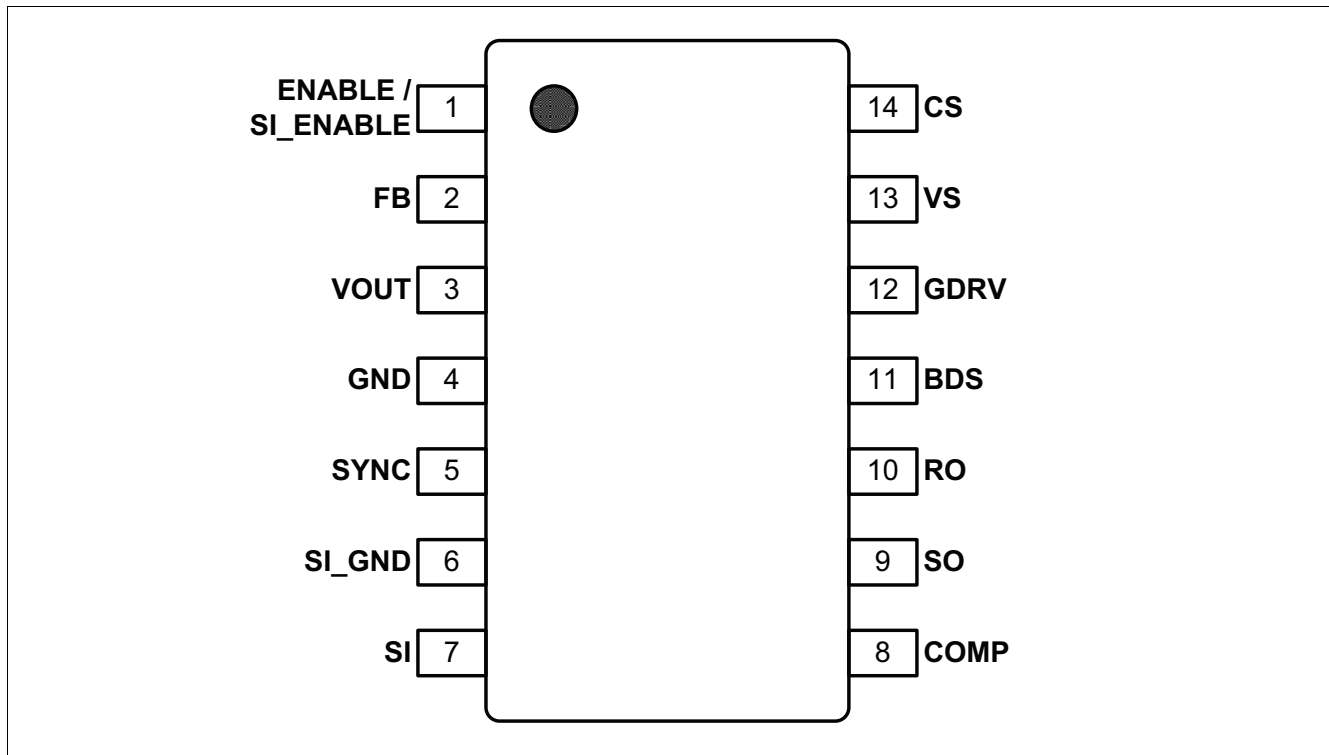 ENABLE /
SI_ENABLE
1
14 CS
FB 2
13 VS
VOUT 3
12 GDRV
GND 4
11 BDS
SYNC 5
10 RO
SI_GND 6
9 SO
SI 7
8 COMP